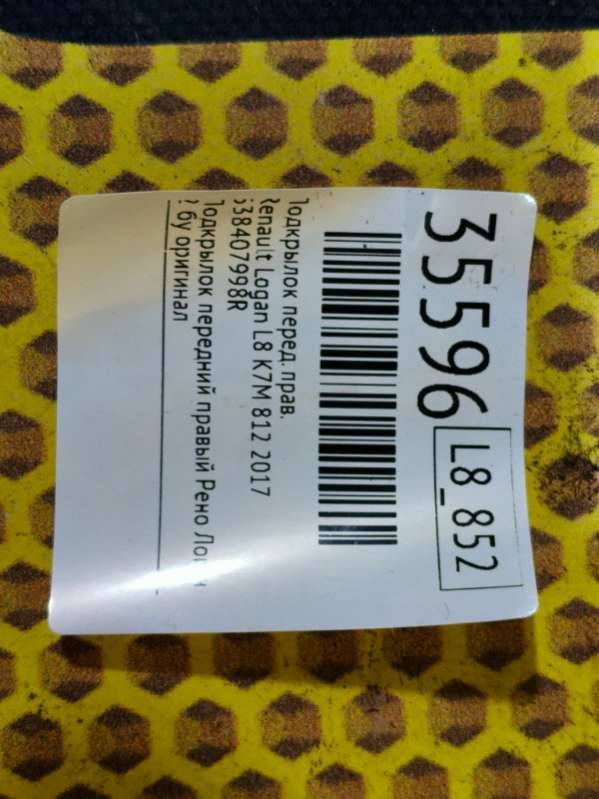 35596
L8_852
Подкрылок перед. прав.
Renault Logan L8 K7M 812 2017
638407998R
Подкрылок передний правый Рено Логан
2 бу оригинал